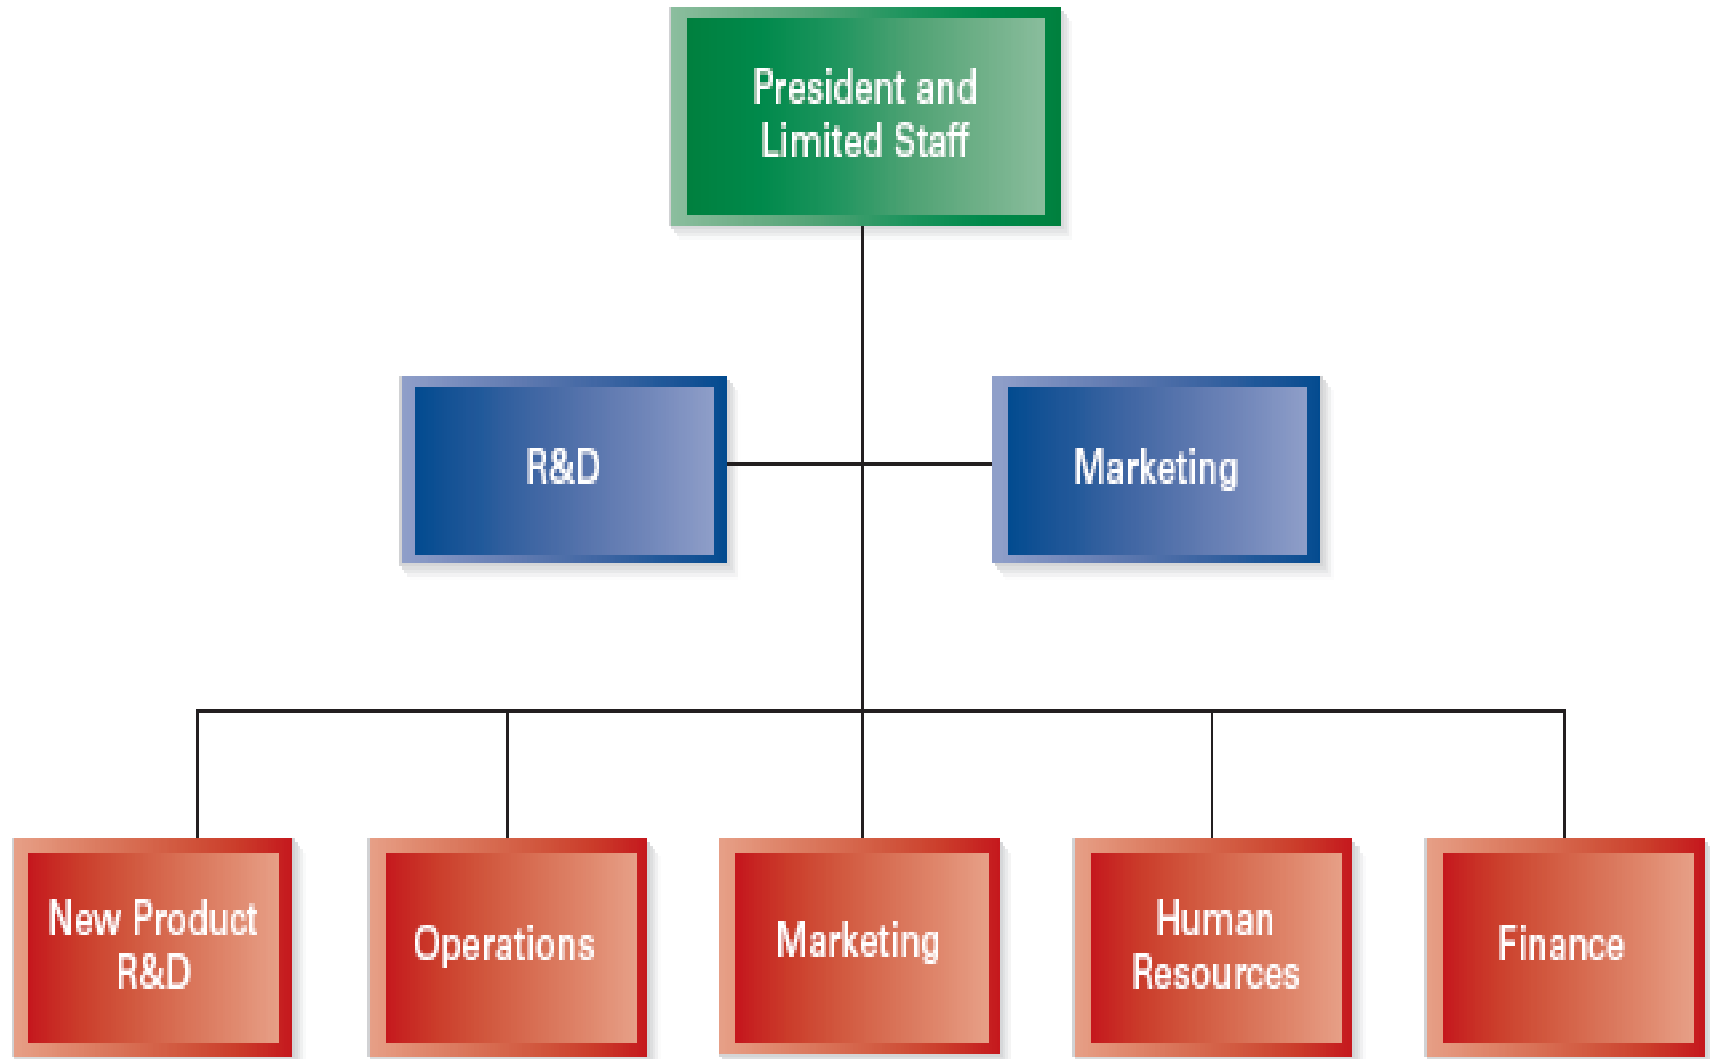 President and
Limited Staff
R&D
Marketing
New Product
R&D
Operations
Marketing
Human
Resources
Finance